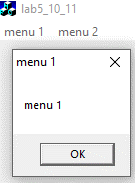 lab5_10_11
menu 1 menu 2
menu 1
menu 1
OK